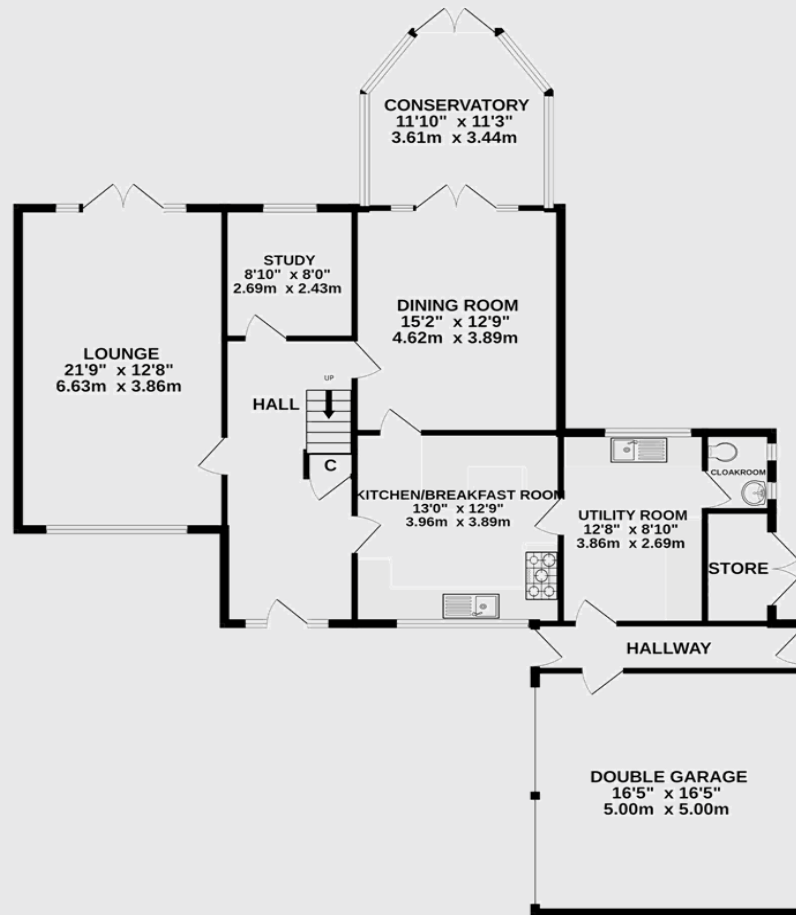 CONSERVATORY
11'10" x 11'3"
3.61m x 3.44m
STUDY
8'10" x 8'0"
2.69m x 2.43m
DINING ROOM
15'2" x 12'9"
4.62m x 3.89m
LOUNGE
21'9" x 12'8"
6.63m x 3.86m
UP
HALL
C
KITCHEN/BREAKFAST ROOM
13'0" x 12'9"
3.96m x 3.89m
CLOAKROOM
UTILITY ROOM
12'8" x 8'10"
3.86m x 2.69m
STORE
HALLWAY
DOUBLE GARAGE
16'5" x 16'5"
5.00m x 5.00m